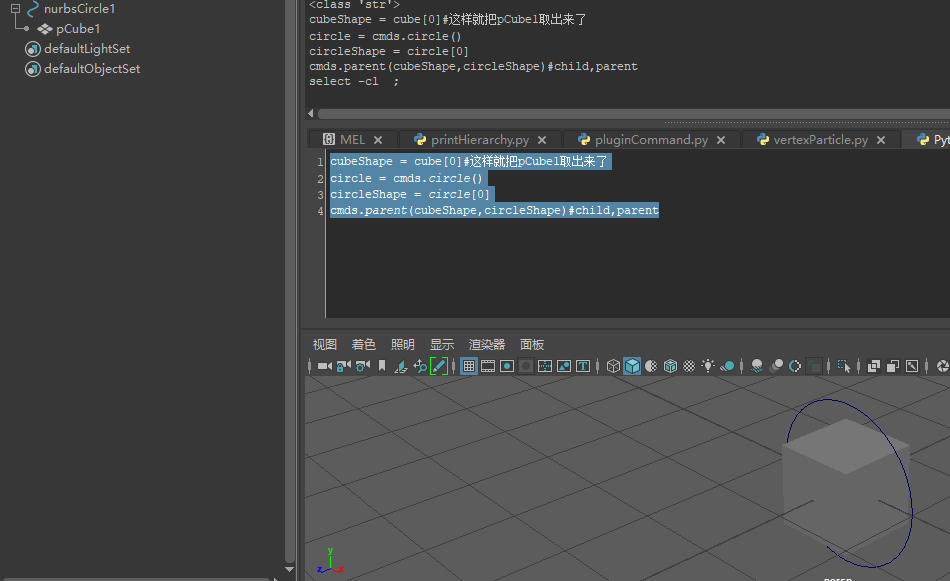 nurbsCircle1
pCube1
defaultLightSet
defaultObjectSet
<class 'str'>
cubeShape = cube[0]#这样就把pCube1取出来了
circle = cmds.circle()
circleShape = circle[0]
cmds.parent(cubeShape,circleShape)#child,parent
select -cl  ;
MEL printHierarchy.py pluginCommand.py vertexParticle.py Pyt
1 cubeShape = cube[0]#这样就把pCube1取出来了
2 circle = cmds.circle()
3 circleShape = circle[0]
4 cmds.parent(cubeShape,circleShape)#child,parent
视图 着色 照明 显示 渲染器 面板
y
z x
persp